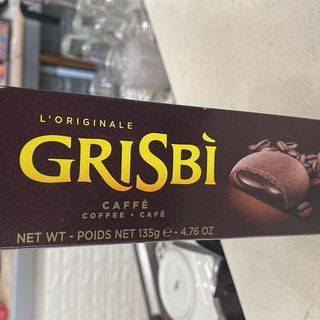 L'ORIGINALE
GRISBÌ
CAFFÈ
COFFEE • CAFÉ
NET WT - POIDS NET 135g ℮ - 4.76 OZ